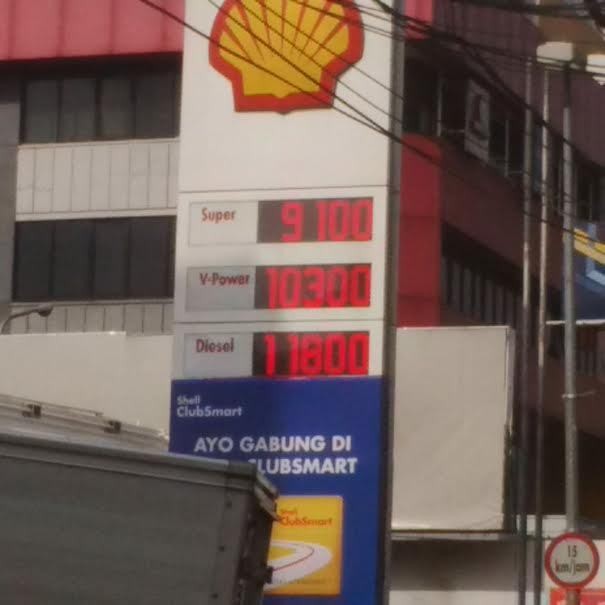 Super 9100
V-Power 10300
Diesel 11800
Shell
ClubSmart
AYO GABUNG DI
CLUBSMART
Shell
ClubSmart
15
km/jam